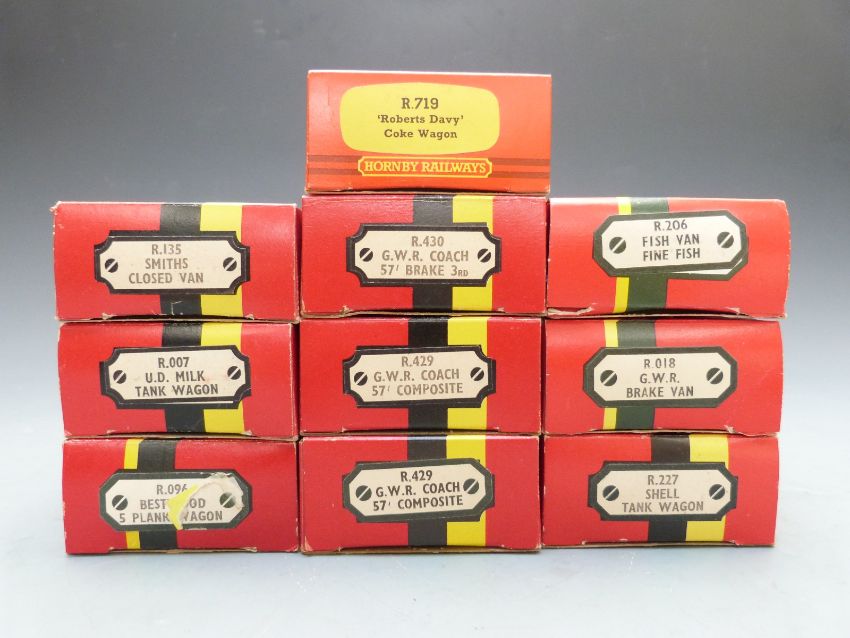 R.719
'Roberts Davy'
Coke Wagon
HORNBY RAILWAYS
R.135
SMITHS
CLOSED VAN
R.430
G.W.R. COACH
57' BRAKE 3RD
R.206
FISH VAN
FINE FISH
R.007
U.D. MILK
TANK WAGON
R.429
G.W.R. COACH
57' COMPOSITE
R.018
G.W.R.
BRAKE VAN
R.096
5 PLANK WAGON
R.429
G.W.R. COACH
57' COMPOSITE
R.227
SHELL
TANK WAGON